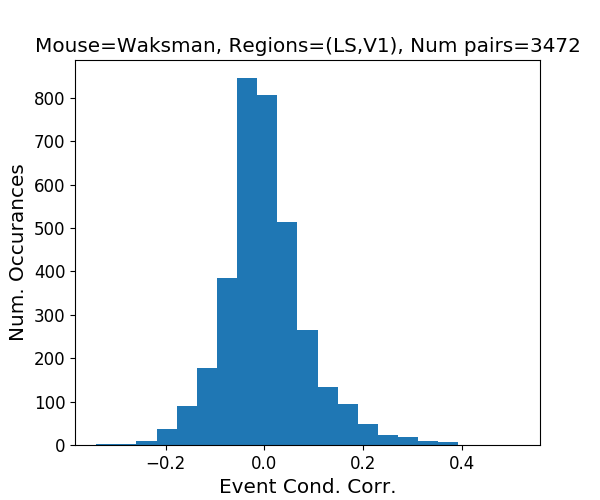 Mouse=Waksman, Regions=(LS,V1), Num pairs=3472
800
700
600
500
400
300
200
100
0
Num. Occurances
−0.2 0.0 0.2 0.4
Event Cond. Corr.